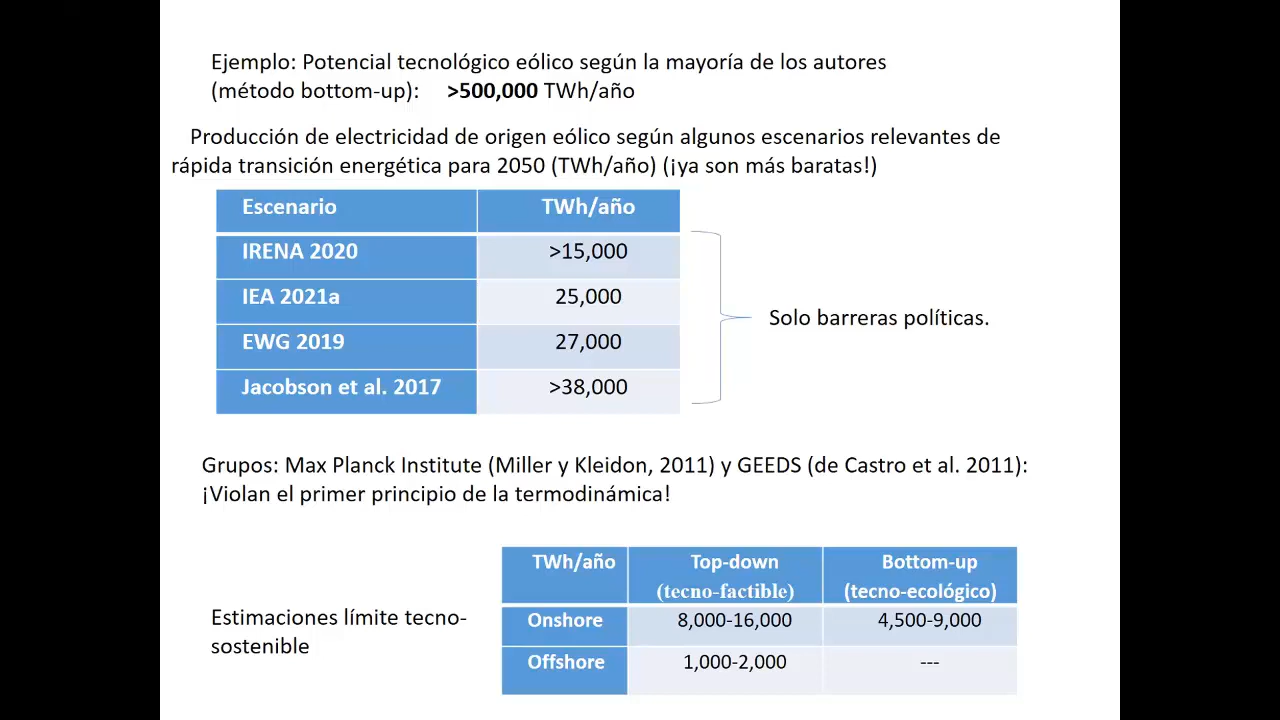 Ejemplo: Potencial tecnológico eólico según la mayoría de los autores
(método bottom-up): >500,000 TWh/año
Producción de electricidad de origen eólico según algunos escenarios relevantes de
rápida transición energética para 2050 (TWh/año) (¡ya son más baratas!)
Escenario TWh/año
IRENA 2020 >15,000
IEA 2021a 25,000
EWG 2019 27,000
Jacobson et al. 2017 >38,000
Solo barreras políticas.
Grupos: Max Planck Institute (Miller y Kleidon, 2011) y GEEDS (de Castro et al. 2011):
¡Violan el primer principio de la termodinámica!
Estimaciones límite tecno-
sostenible
TWh/año Top-down Bottom-up
(tecno-factible) (tecno-ecológico)
Onshore 8,000-16,000 4,500-9,000
Offshore 1,000-2,000 ---